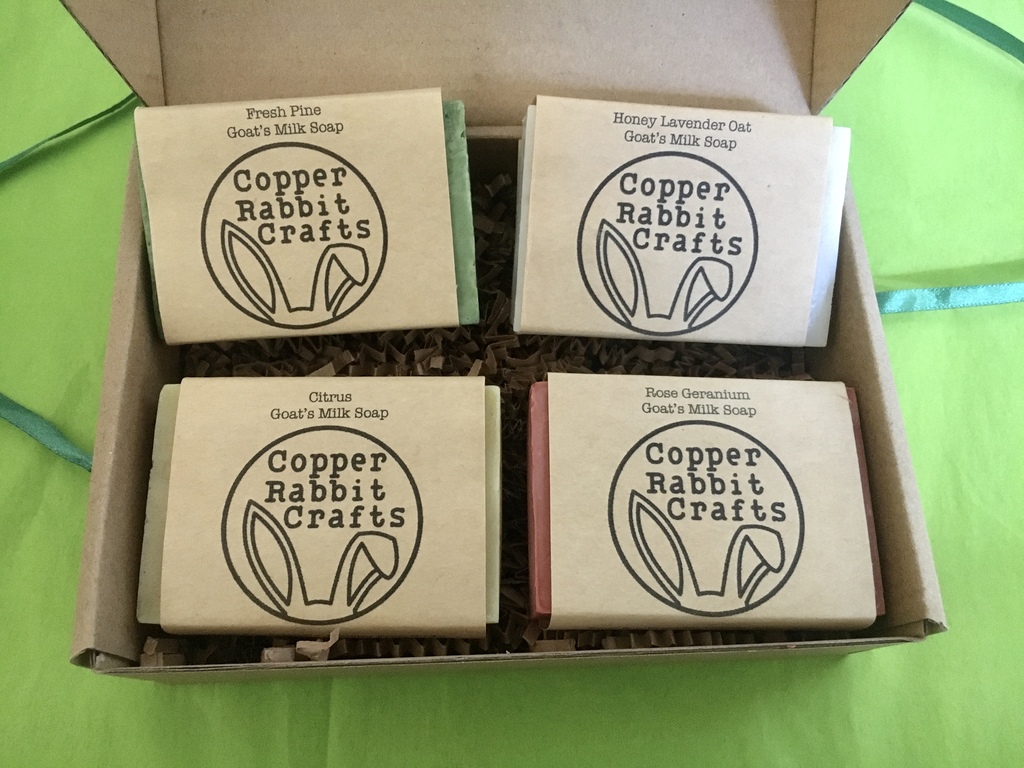 Fresh Pine
Goat's Milk Soap
Copper
Rabbit
Crafts
Honey Lavender Oat
Goat's Milk Soap
Copper
Rabbit
Crafts
Citrus
Goat's Milk Soap
Copper
Rabbit
Crafts
Rose Geranium
Goat's Milk Soap
Copper
Rabbit
Crafts